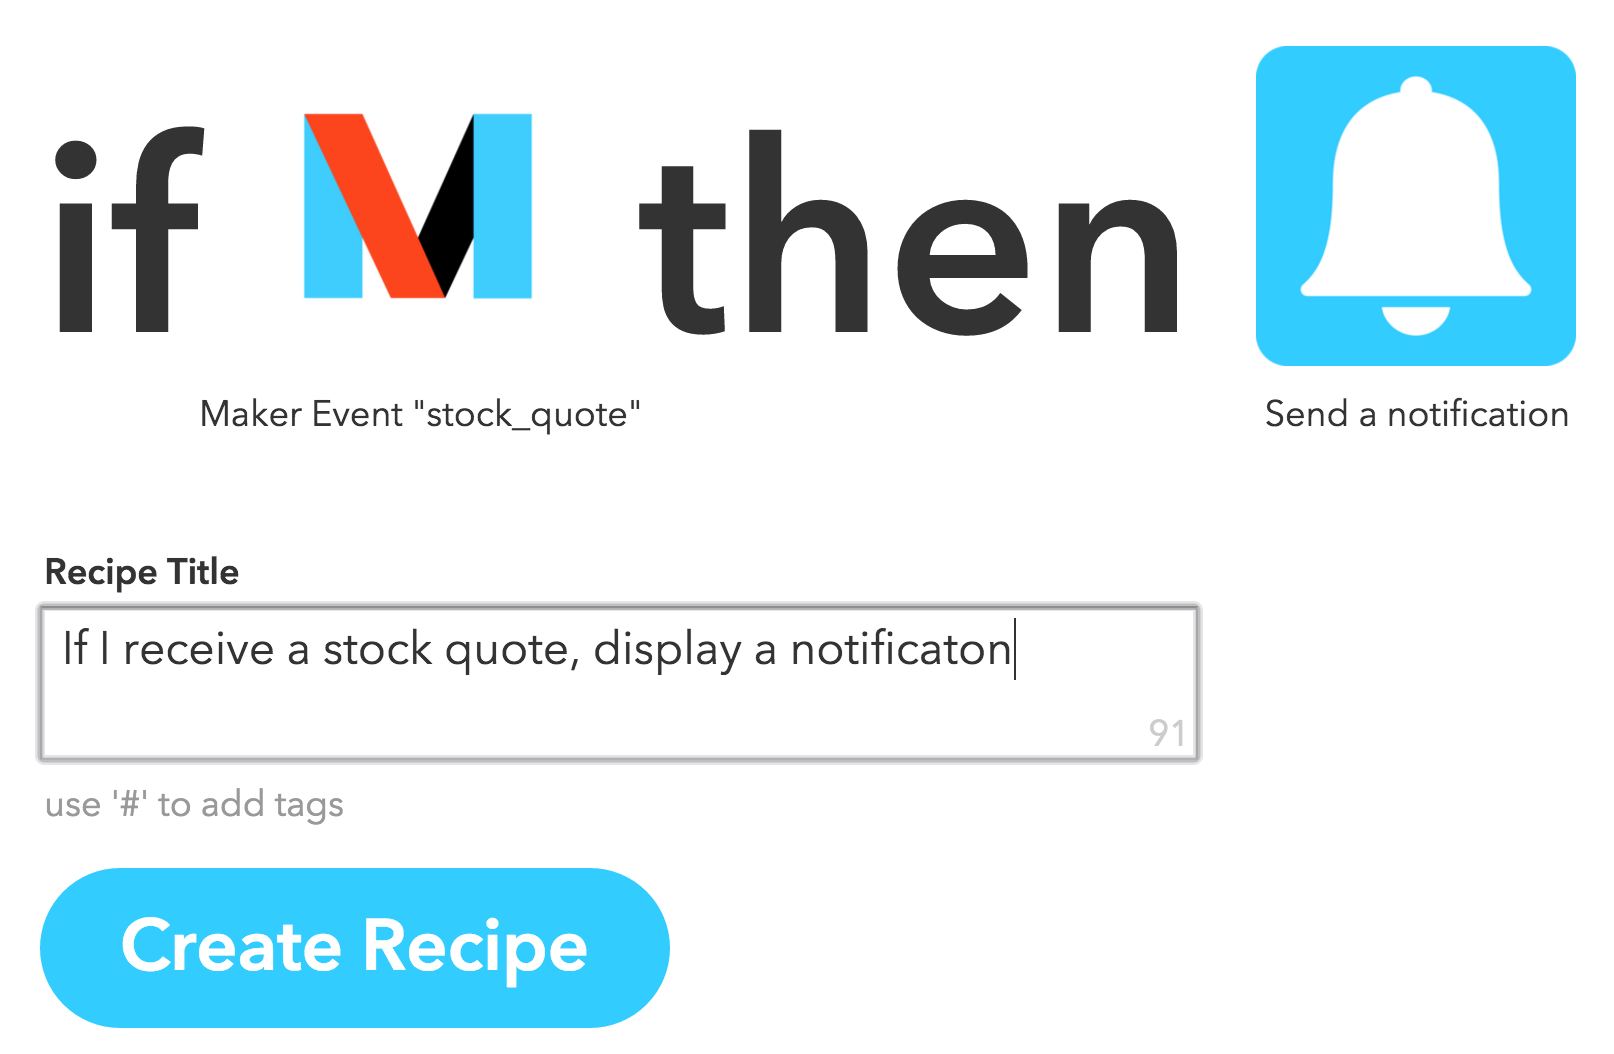 if M then
Maker Event "stock_quote"
Send a notification
Recipe Title
If I receive a stock quote, display a notificaton
91
use '#' to add tags
Create Recipe